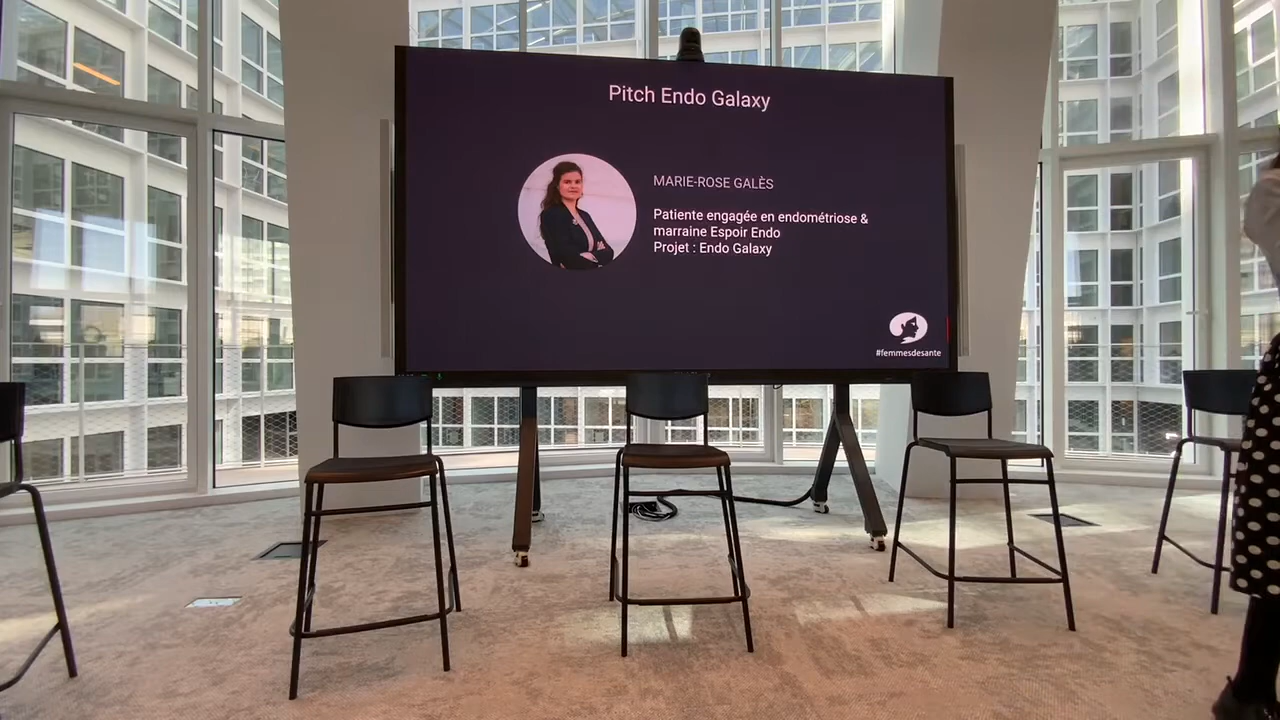 Pitch Endo Galaxy
MARIE-ROSE GALÈS
Patiente engagée en endométriose &
marraine Espoir Endo
Projet : Endo Galaxy
#femmesdesante